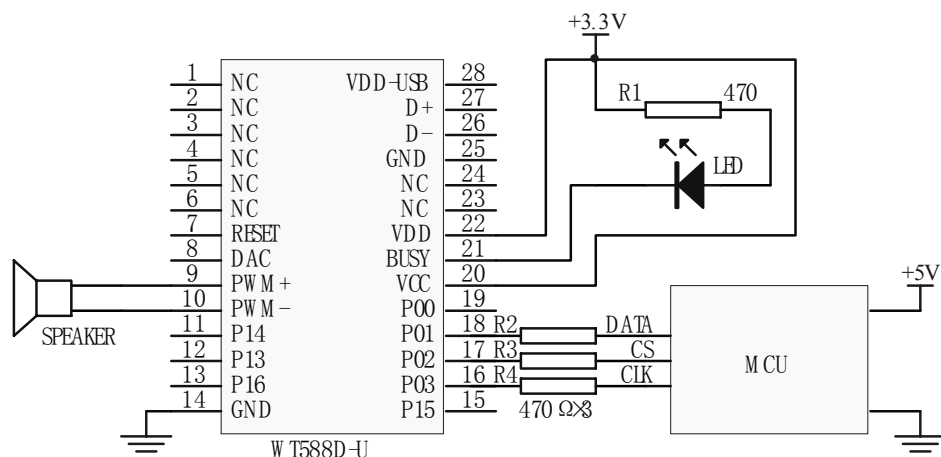 +3.3V
1 NC VDD-USB 28
2 NC D+ 27
3 NC D- 26
4 NC GND 25
5 NC NC 24
6 NC NC 23
7 RESET VDD 22
8 DAC BUSY 21
9 PWM+ VCC 20
10 PWM- P00 19
11 P14 P01 18
12 P13 P02 17
13 P16 P03 16
14 GND P15 15
WT588D-U
SPEAKER
R1 470
LED
R2 DATA
R3 CS
R4 CLK
470 Ω×3
MCU
+5V